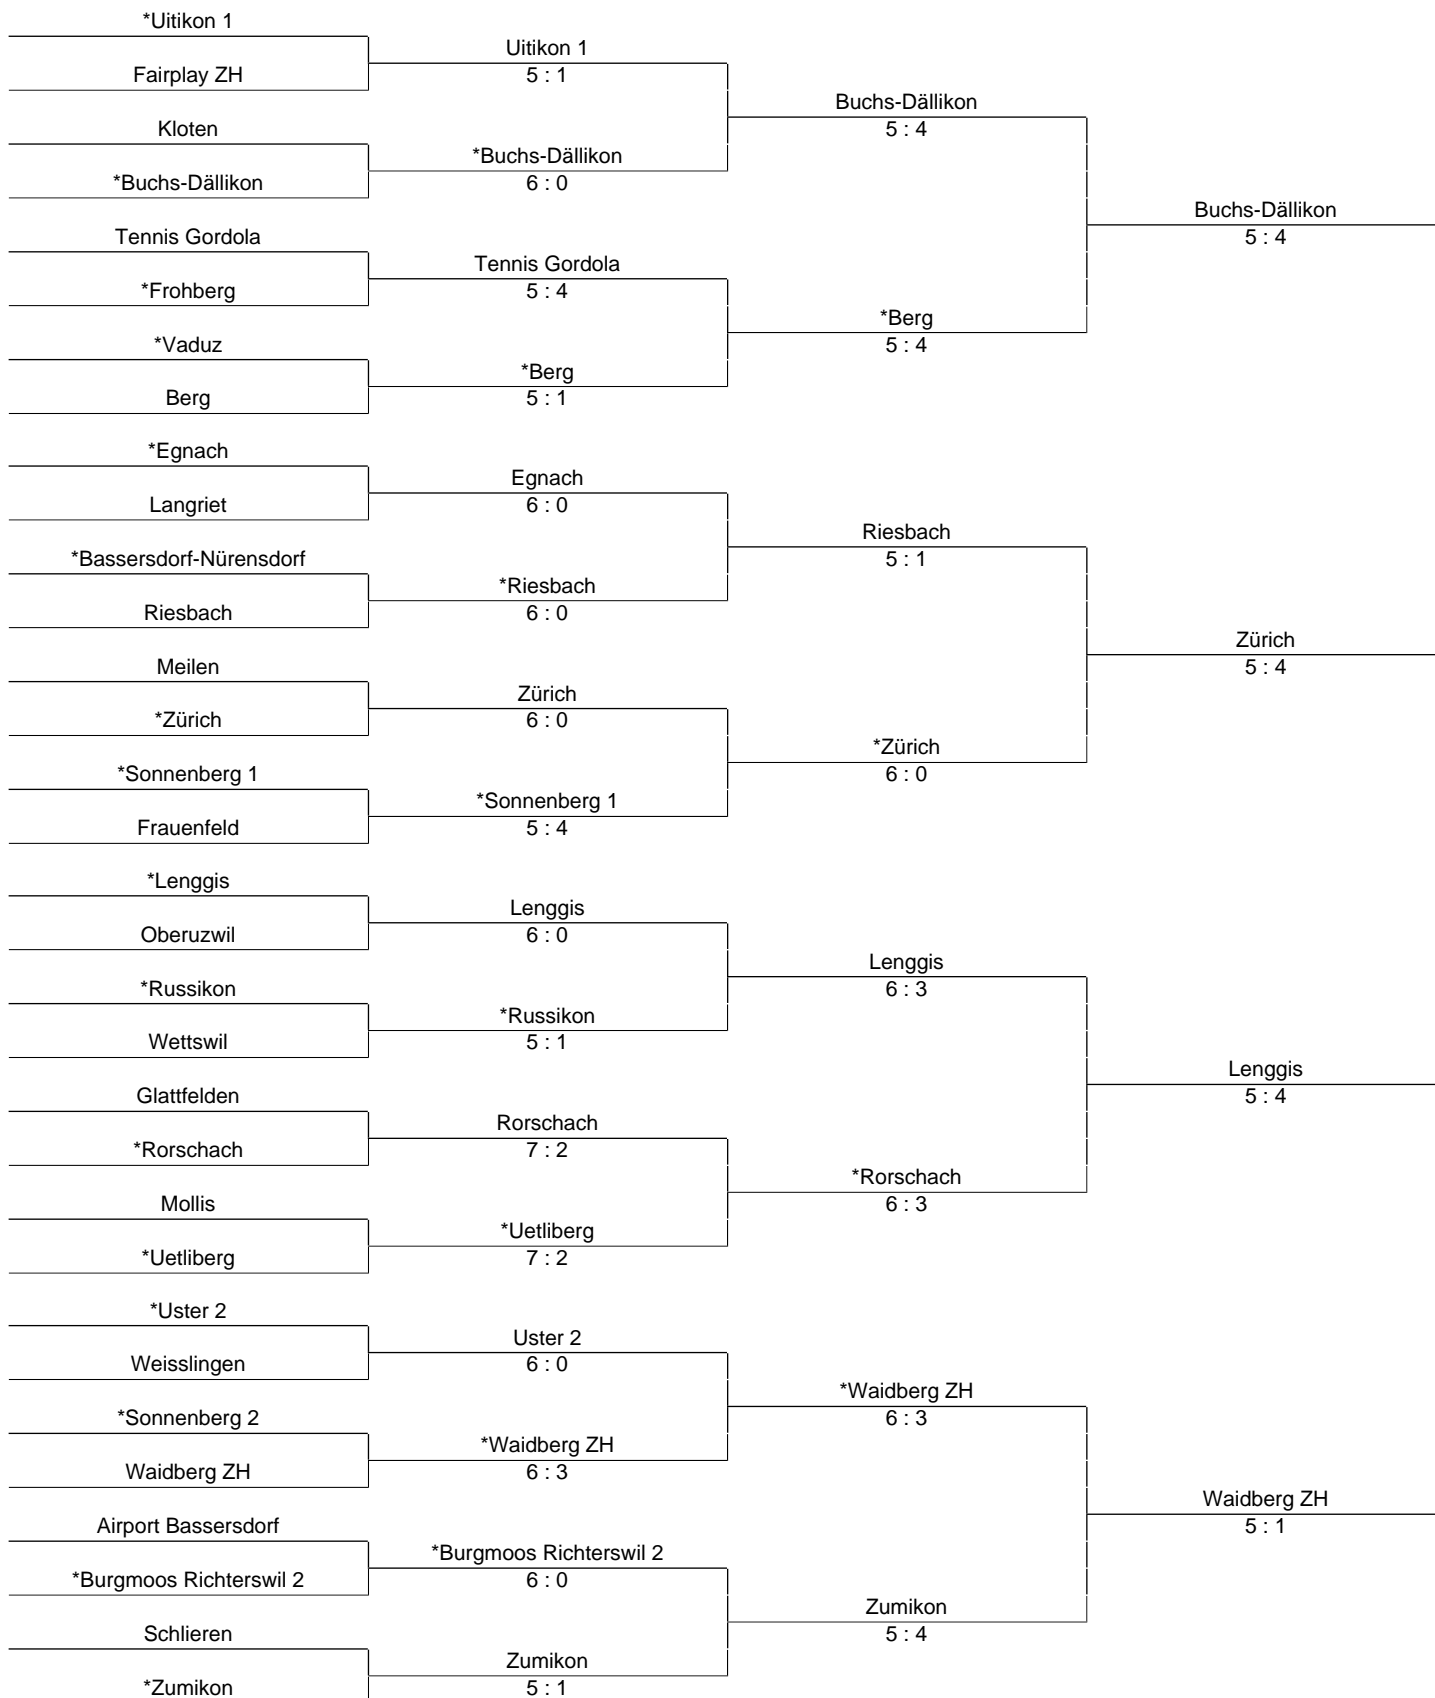 *Uitikon 1
Fairplay ZH
Kloten
*Buchs-Dällikon
Tennis Gordola
*Frohberg
*Vaduz
Berg
*Egnach
Langriet
*Bassersdorf-Nürensdorf
Riesbach
Meilen
*Zürich
*Sonnenberg 1
Frauenfeld
*Lenggis
Oberuzwil
*Russikon
Wettswil
Glattfelden
*Rorschach
Mollis
*Uetliberg
*Uster 2
Weisslingen
*Sonnenberg 2
Waidberg ZH
Airport Bassersdorf
*Burgmoos Richterswil 2
Schlieren
*Zumikon
Uitikon 1
5 : 1
*Buchs-Dällikon
6 : 0
Tennis Gordola
5 : 4
*Berg
5 : 1
Egnach
6 : 0
*Riesbach
6 : 0
Zürich
6 : 0
*Sonnenberg 1
5 : 4
Lenggis
6 : 0
*Russikon
5 : 1
Rorschach
7 : 2
*Uetliberg
7 : 2
Uster 2
6 : 0
*Waidberg ZH
6 : 3
*Burgmoos Richterswil 2
6 : 0
Zumikon
5 : 1
Buchs-Dällikon
5 : 4
*Berg
5 : 4
Riesbach
5 : 1
*Zürich
6 : 0
Lenggis
6 : 3
*Rorschach
6 : 3
*Waidberg ZH
6 : 3
Zumikon
5 : 4
Buchs-Dällikon
5 : 4
Zürich
5 : 4
Lenggis
5 : 4
Waidberg ZH
5 : 1